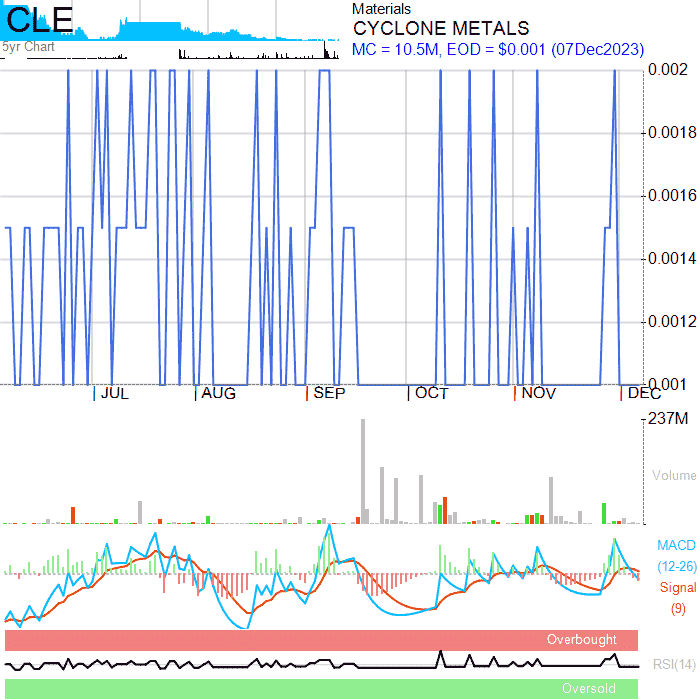 CLE
5yr Chart
Materials
CYCLONE METALS
MC = 10.5M, EOD = $0.001 (07Dec2023)
0.002
0.0018
0.0016
0.0014
0.0012
0.001
JUL AUG SEP OCT NOV DEC
237M
Volume
MACD
(12-26)
Signal
(9)
Overbought
RSI(14)
Oversold